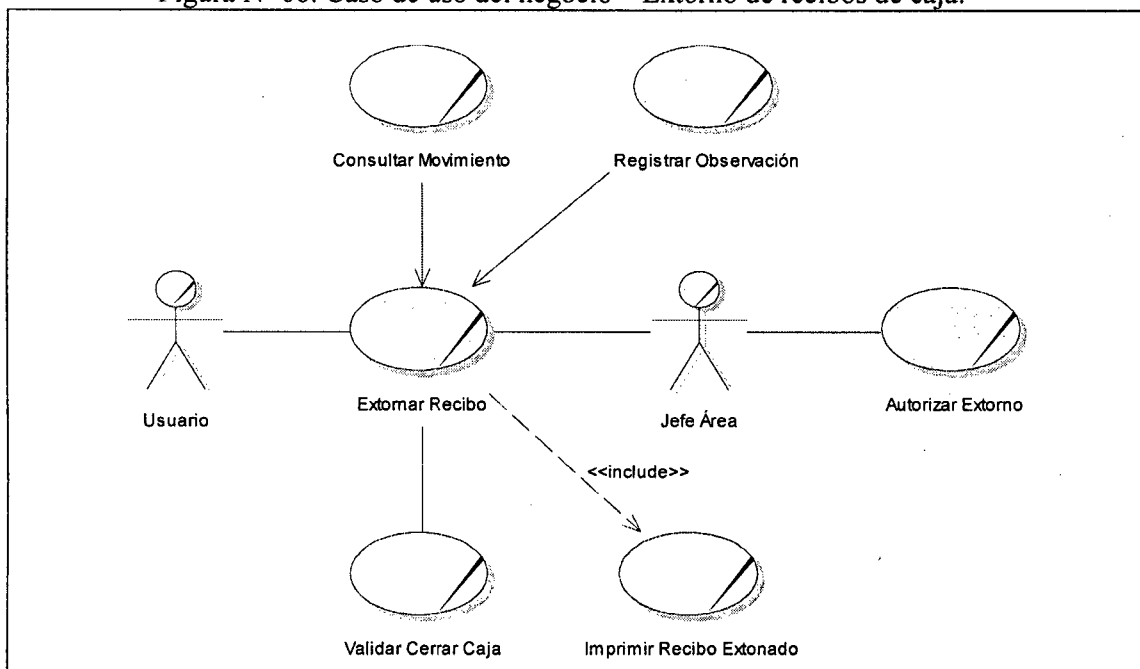 Consultar Movimiento
Registrar Observación
Usuario
Extornar Recibo
Jefe Área
Autorizar Extorno
<<include>>
Validar Cerrar Caja
Imprimir Recibo Extonado